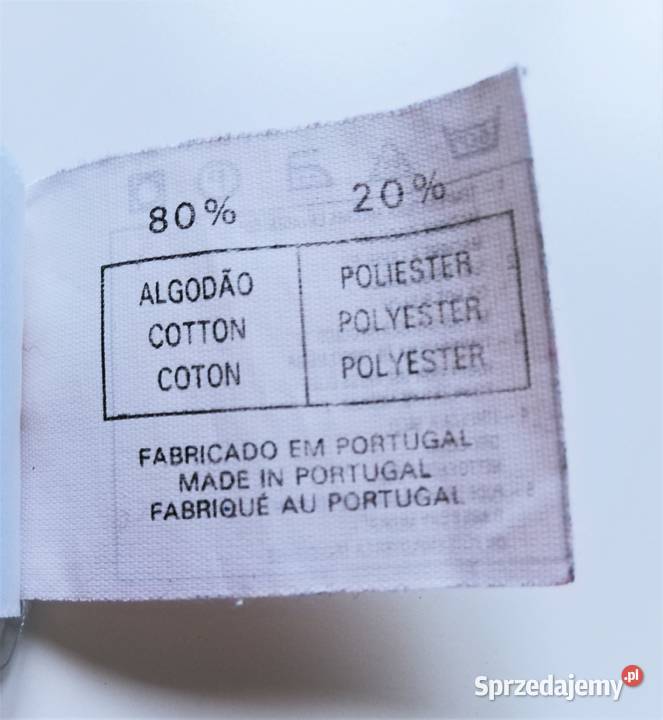 80% 20%
ALGODÃO POLIESTER
COTTON POLYESTER
COTON POLYESTER
FABRICADO EM PORTUGAL
MADE IN PORTUGAL
FABRIQUÉ AU PORTUGAL
Sprzedajemy.pl